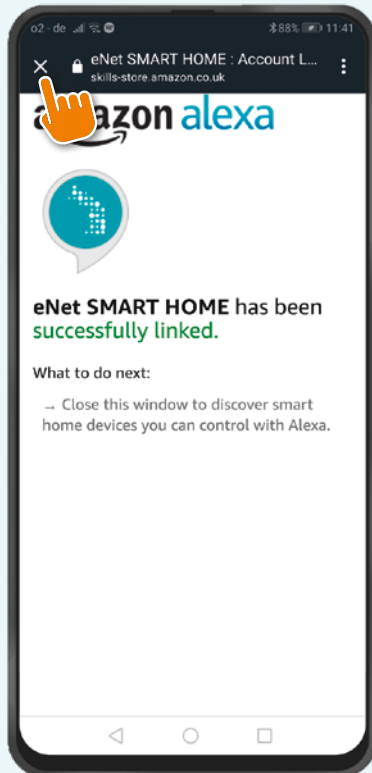 o2 - de 88% 11:41
eNet SMART HOME : Account L...
skills-store.amazon.co.uk
amazon alexa
eNet SMART HOME has been
successfully linked.
What to do next:
→ Close this window to discover smart
home devices you can control with Alexa.